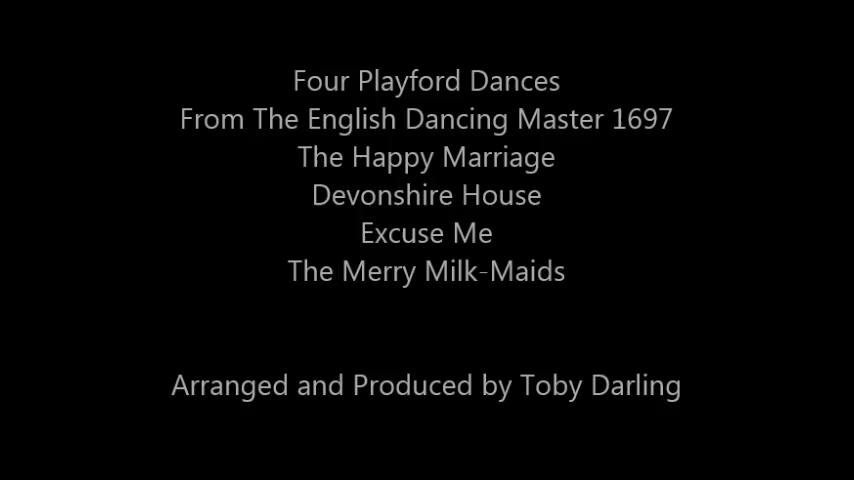 Four Playford Dances
From The English Dancing Master 1697
The Happy Marriage
Devonshire House
Excuse Me
The Merry Milk-Maids
Arranged and Produced by Toby Darling